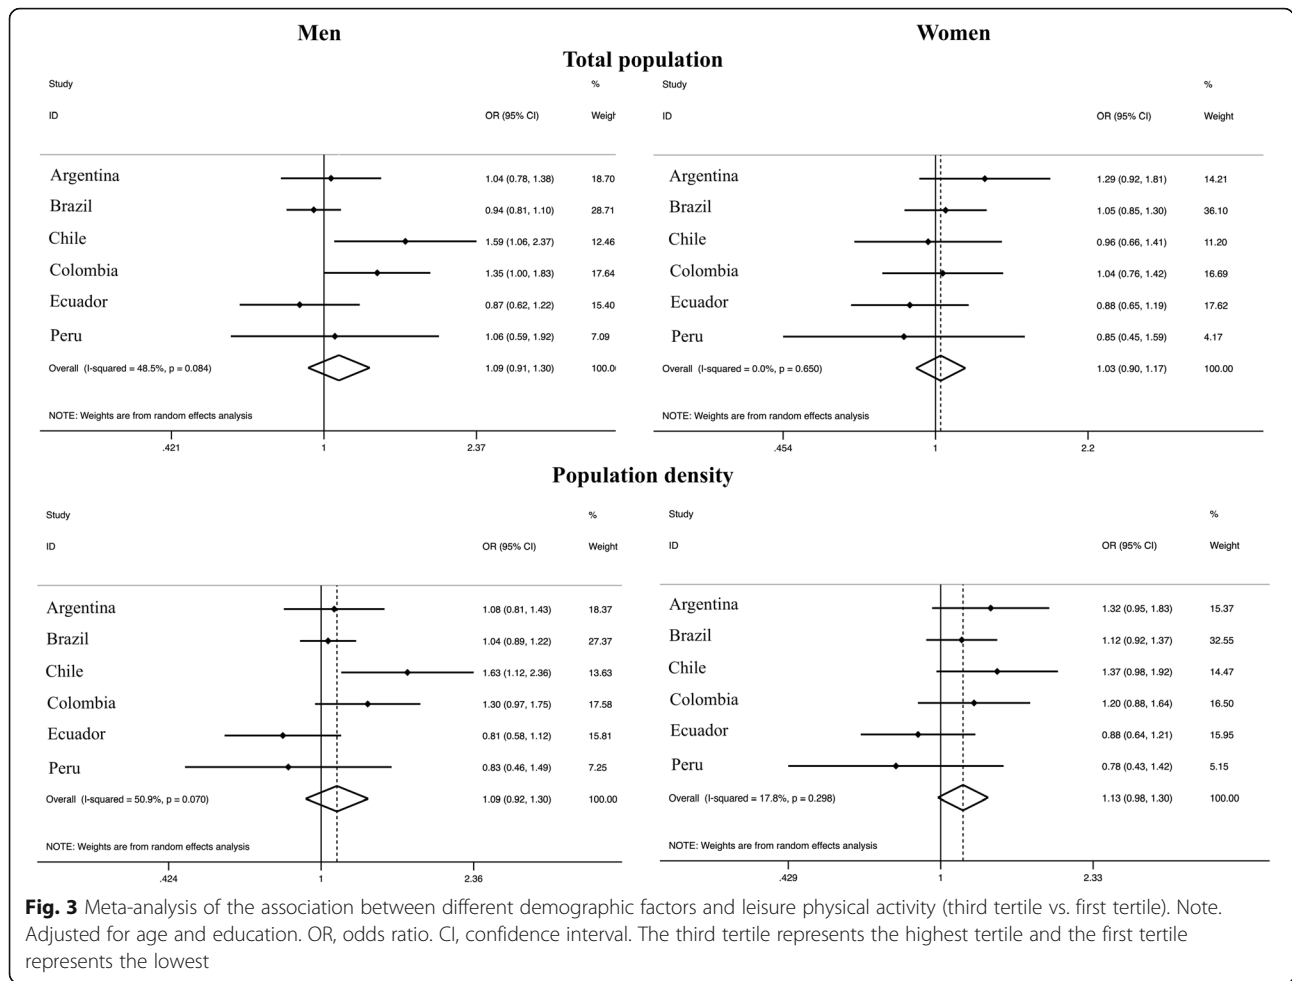 Men Women
Total population
Study % Study %
ID OR (95% CI) Weigh ID OR (95% CI) Weight
Argentina 1.04 (0.78, 1.38) 18.70 Argentina 1.29 (0.92, 1.81) 14.21
Brazil 0.94 (0.81, 1.10) 28.71 Brazil 1.05 (0.85, 1.30) 36.10
Chile 1.59 (1.06, 2.37) 12.46 Chile 0.96 (0.66, 1.41) 11.20
Colombia 1.35 (1.00, 1.83) 17.64 Colombia 1.04 (0.76, 1.42) 16.69
Ecuador 0.87 (0.62, 1.22) 15.40 Ecuador 0.88 (0.65, 1.19) 17.62
Peru 1.06 (0.59, 1.92) 7.09 Peru 0.85 (0.45, 1.59) 4.17
Overall (I-squared = 48.5%, p = 0.084) 1.09 (0.91, 1.30) 100.0 Overall (I-squared = 0.0%, p = 0.650) 1.03 (0.90, 1.17) 100.00
NOTE: Weights are from random effects analysis NOTE: Weights are from random effects analysis
.421 1 2.37 .454 1 2.2
Population density
Study % Study %
ID OR (95% CI) Weight ID OR (95% CI) Weight
Argentina 1.08 (0.81, 1.43) 18.37 Argentina 1.32 (0.95, 1.83) 15.37
Brazil 1.04 (0.89, 1.22) 27.37 Brazil 1.12 (0.92, 1.37) 32.55
Chile 1.63 (1.12, 2.36) 13.63 Chile 1.37 (0.98, 1.92) 14.47
Colombia 1.30 (0.97, 1.75) 17.58 Colombia 1.20 (0.88, 1.64) 16.50
Ecuador 0.81 (0.58, 1.12) 15.81 Ecuador 0.88 (0.64, 1.21) 15.95
Peru 0.83 (0.46, 1.49) 7.25 Peru 0.78 (0.43, 1.42) 5.15
Overall (I-squared = 50.9%, p = 0.070) 1.09 (0.92, 1.30) 100.00 Overall (I-squared = 17.8%, p = 0.298) 1.13 (0.98, 1.30) 100.00
NOTE: Weights are from random effects analysis NOTE: Weights are from random effects analysis
.424 1 2.36 .429 1 2.33
Fig. 3 Meta-analysis of the association between different demographic factors and leisure physical activity (third tertile vs. first tertile). Note.
Adjusted for age and education. OR, odds ratio. CI, confidence interval. The third tertile represents the highest tertile and the first tertile
represents the lowest